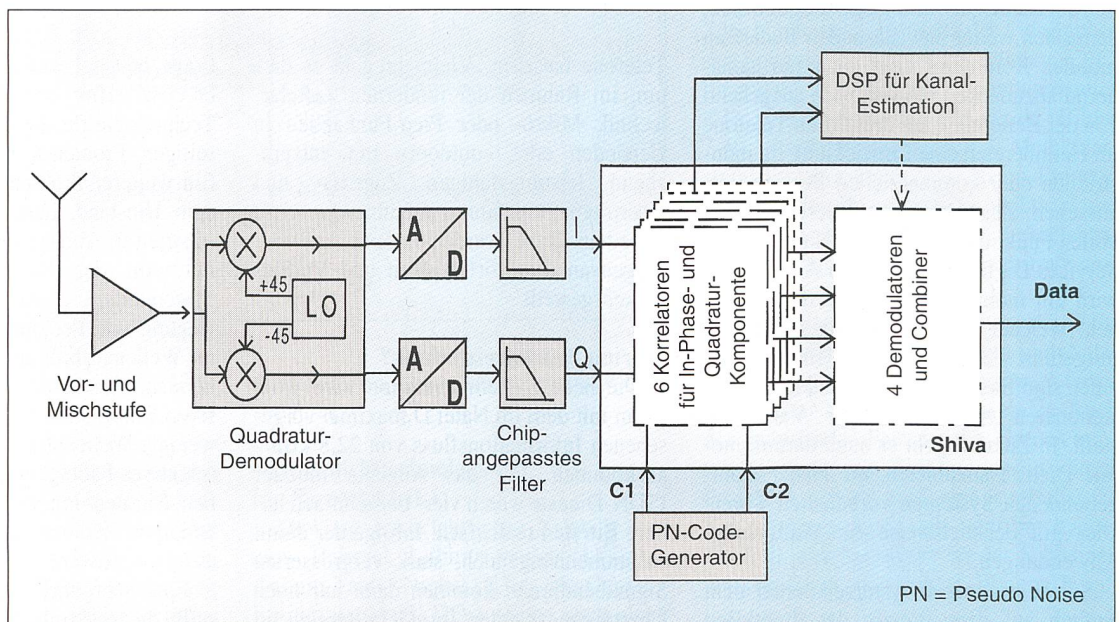 DSP für Kanal-
Estimation
Vor- und
Mischstufe
+45
LO
-45
Quadratur-
Demodulator
A
D
A
D
I
Q
Chip-
angepasstes
Filter
6 Korrelatoren
für In-Phase- und
Quadratur-
Komponente
4 Demodulatoren
und Combiner
Shiva
Data
C1
C2
PN-Code-
Generator
PN = Pseudo Noise